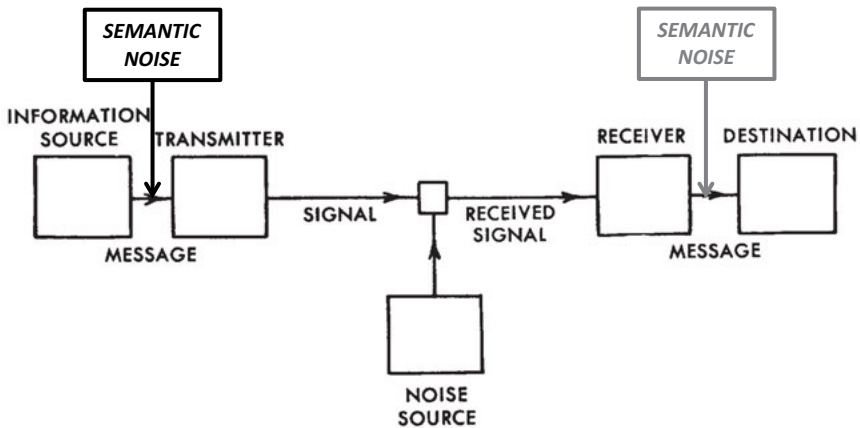 SEMANTIC
NOISE
SEMANTIC
NOISE
INFORMATION
SOURCE
TRANSMITTER
RECEIVER
DESTINATION
SIGNAL
RECEIVED
SIGNAL
MESSAGE
MESSAGE
NOISE
SOURCE